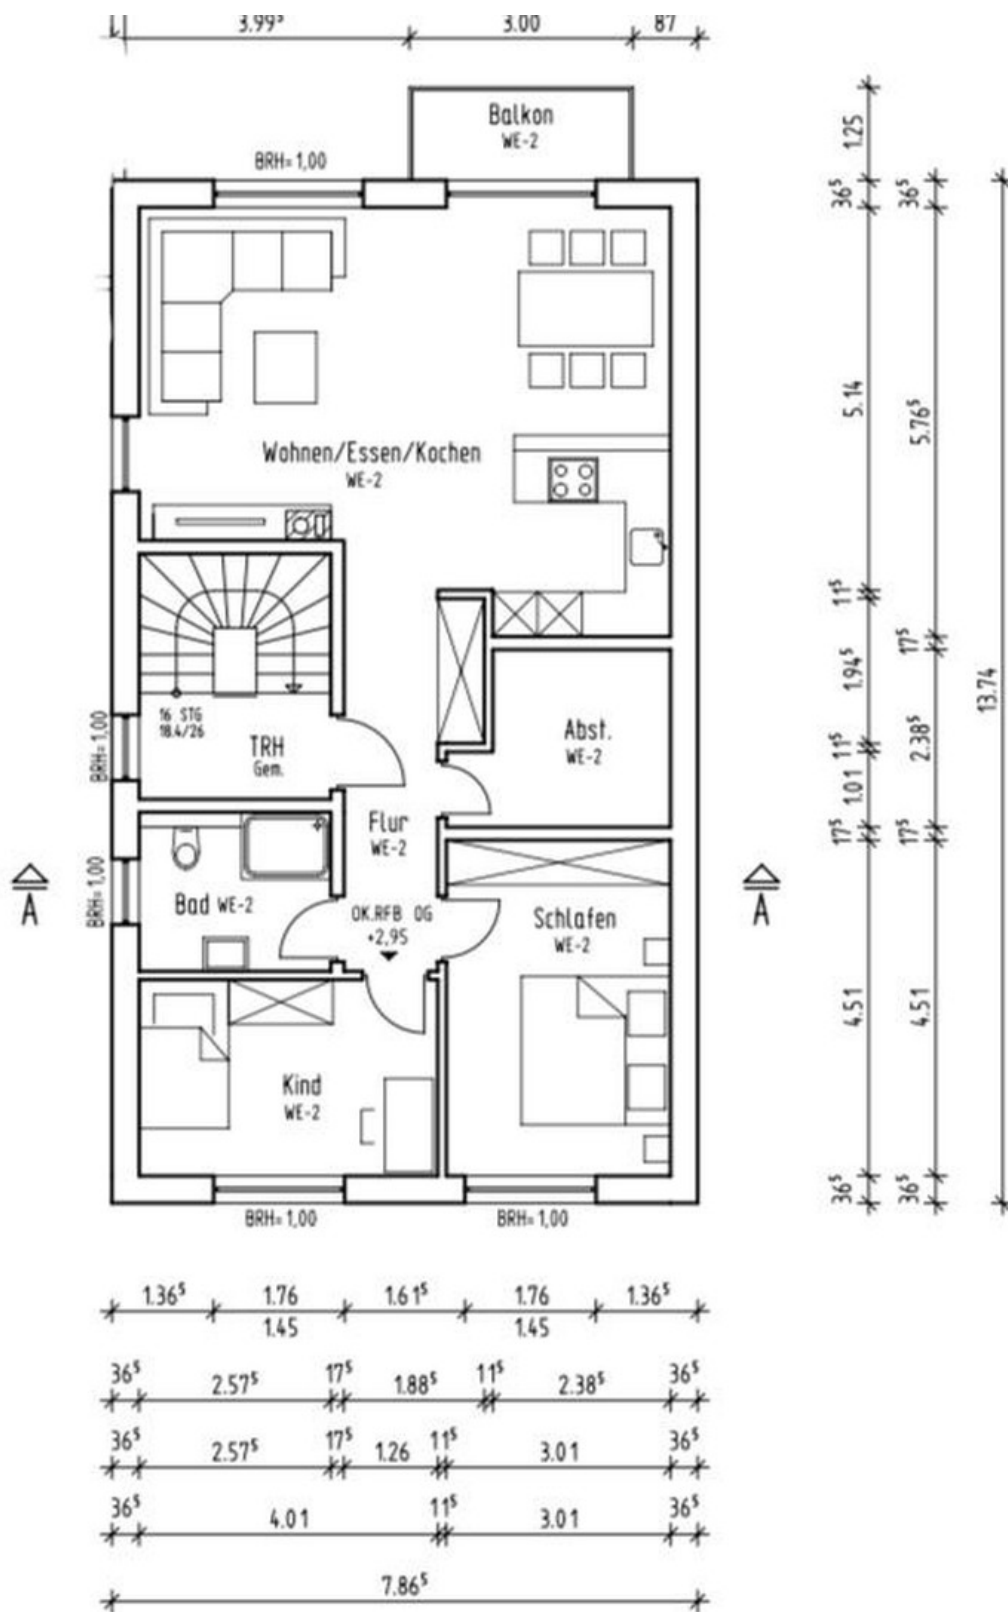 3.99⁵ 3.00 87
Balkon
WE-2
BRH= 1,00
1.25
36⁵ 36⁵
Wohnen/Essen/Kochen
WE-2
5.14
5.76⁵
11⁵
17⁵
1.94⁵
13.74
16 STG
18.4/26
TRH
Gem.
BRH= 1,00
Abst.
WE-2
2.38⁵
11⁵
1.01
Flur
WE-2
17⁵ 17⁵
BRH= 1,00
Bad WE-2
OK.RFB OG
+2,95
Schlafen
WE-2
A A
4.51 4.51
Kind
WE-2
36⁵ 36⁵
BRH= 1,00 BRH= 1,00
1.36⁵ 1.76 1.61⁵ 1.76 1.36⁵
1.45 1.45
36⁵ 2.57⁵ 17⁵ 1.88⁵ 11⁵ 2.38⁵ 36⁵
36⁵ 2.57⁵ 17⁵ 1.26 11⁵ 3.01 36⁵
36⁵ 4.01 11⁵ 3.01 36⁵
7.86⁵